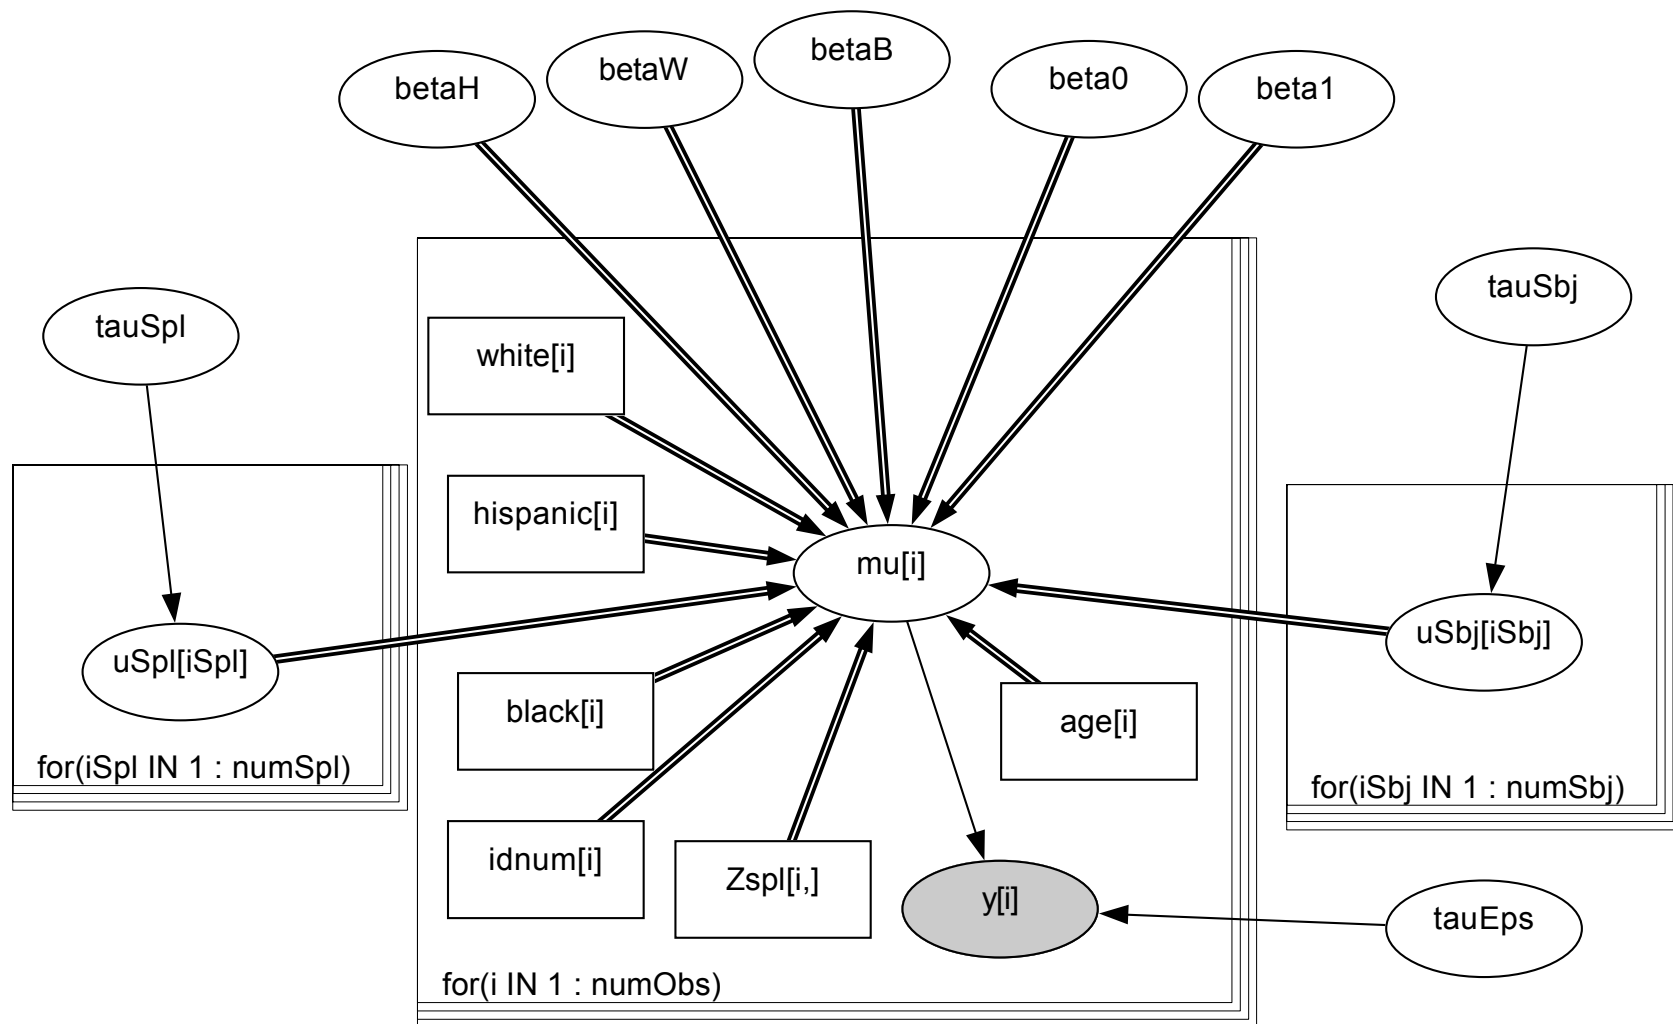 betaH
betaW
betaB
beta0
beta1
tauSpl
tauSbj
white[i]
hispanic[i]
mu[i]
uSpl[iSpl]
uSbj[iSbj]
black[i]
age[i]
for(iSpl IN 1 : numSpl)
for(iSbj IN 1 : numSbj)
idnum[i]
Zspl[i,]
y[i]
tauEps
for(i IN 1 : numObs)